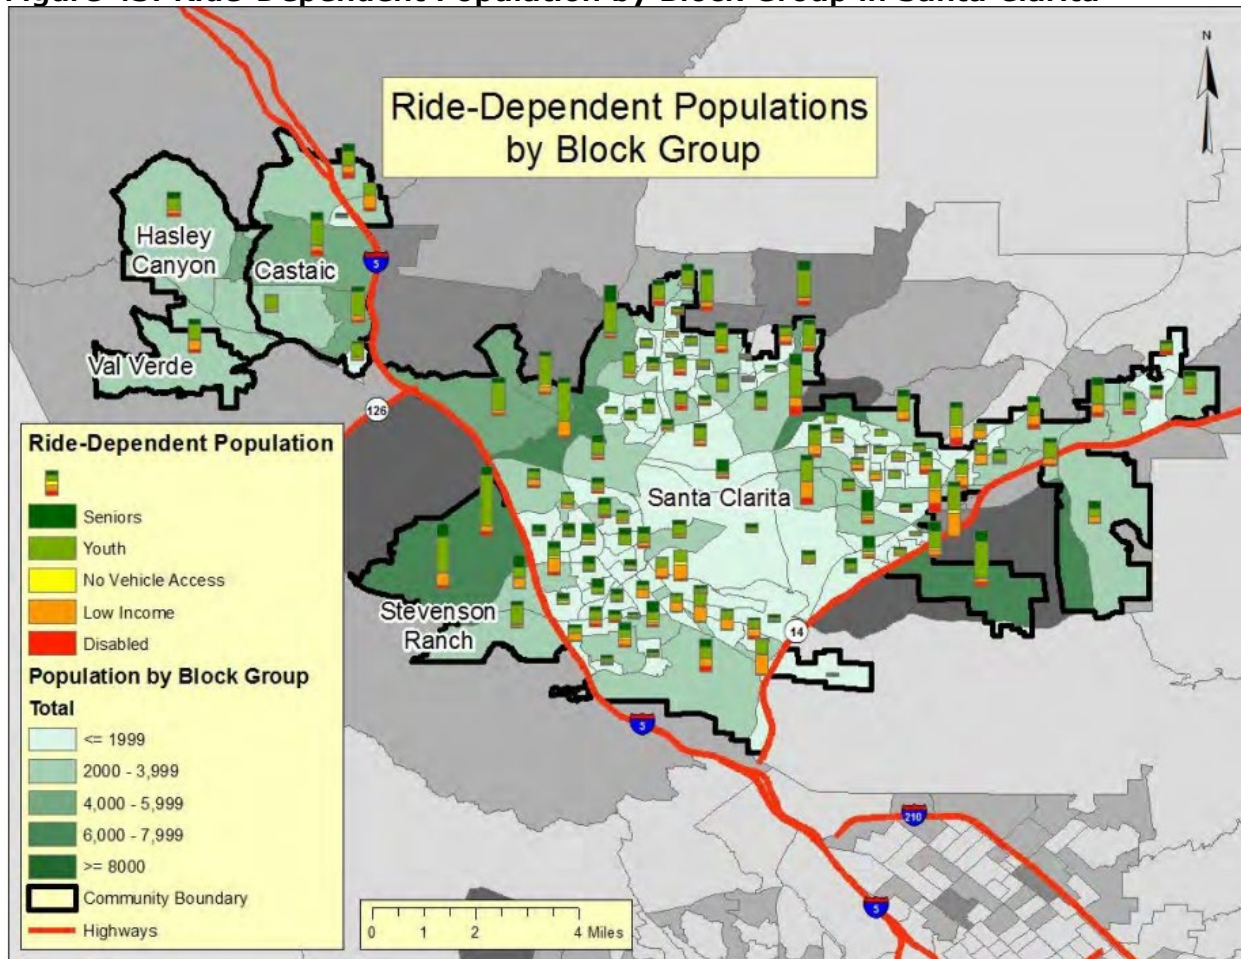 Figure 43: Ride-Dependent Population by Block Group in Santa Clarita
Ride-Dependent Populations
by Block Group
N
Hasley
Canyon
Castaic
5
Val Verde
126
Santa Clarita
Stevenson
Ranch
14
5
210
5
Ride-Dependent Population
Seniors
Youth
No Vehicle Access
Low Income
Disabled
Population by Block Group
Total
<= 1999
2000 - 3,999
4,000 - 5,999
6,000 - 7,999
>= 8000
Community Boundary
Highways
0 1 2 4 Miles